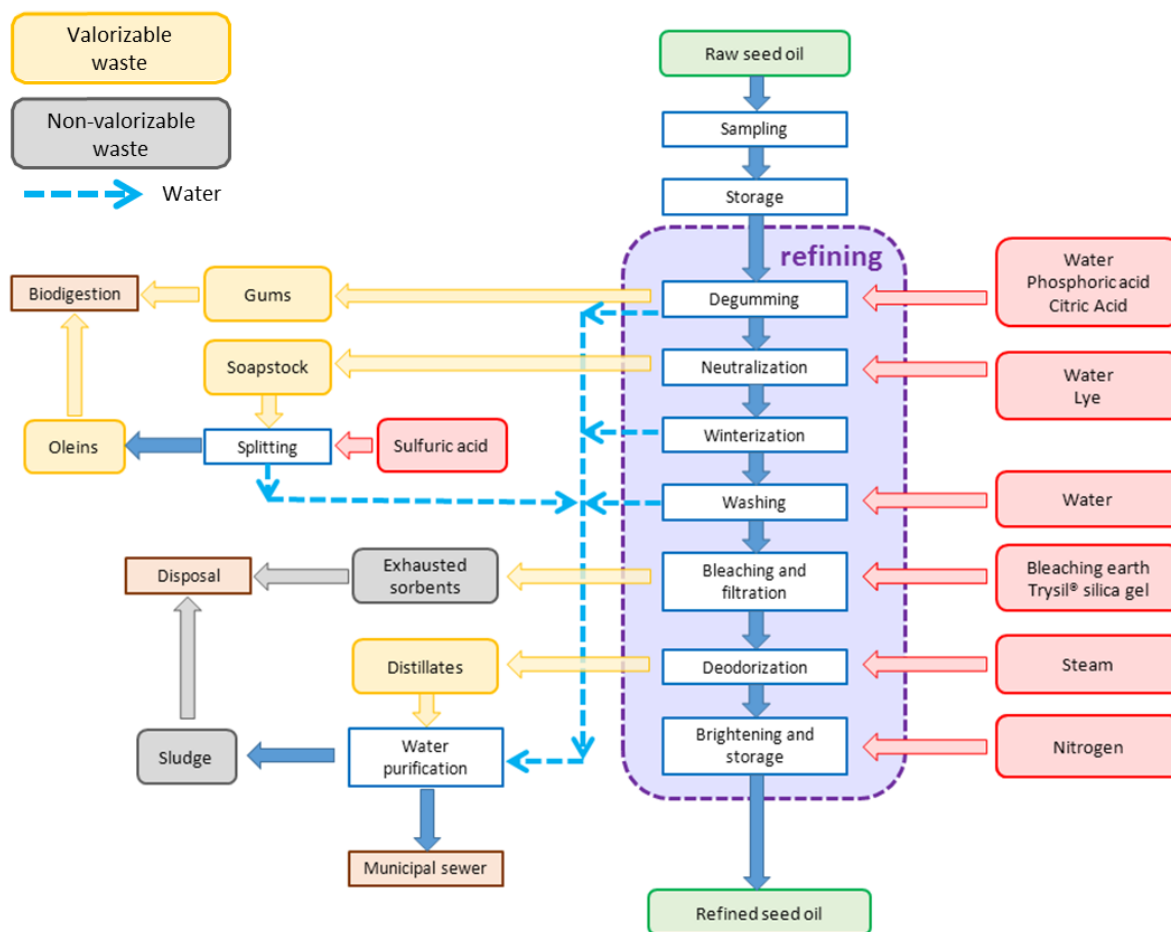 Valorizable
waste
Non-valorizable
waste
Water
Raw seed oil
Sampling
Storage
refining
Water
Phosphoric acid
Citric Acid
Degumming
Gums
Biodigestion
Soapstock
Neutralization
Water
Lye
Oleins
Splitting
Sulfuric acid
Winterization
Washing
Water
Disposal
Exhausted
sorbents
Bleaching and
filtration
Bleaching earth
Trysil® silica gel
Distillates
Deodorization
Steam
Sludge
Water
purification
Brightening and
storage
Nitrogen
Municipal sewer
Refined seed oil